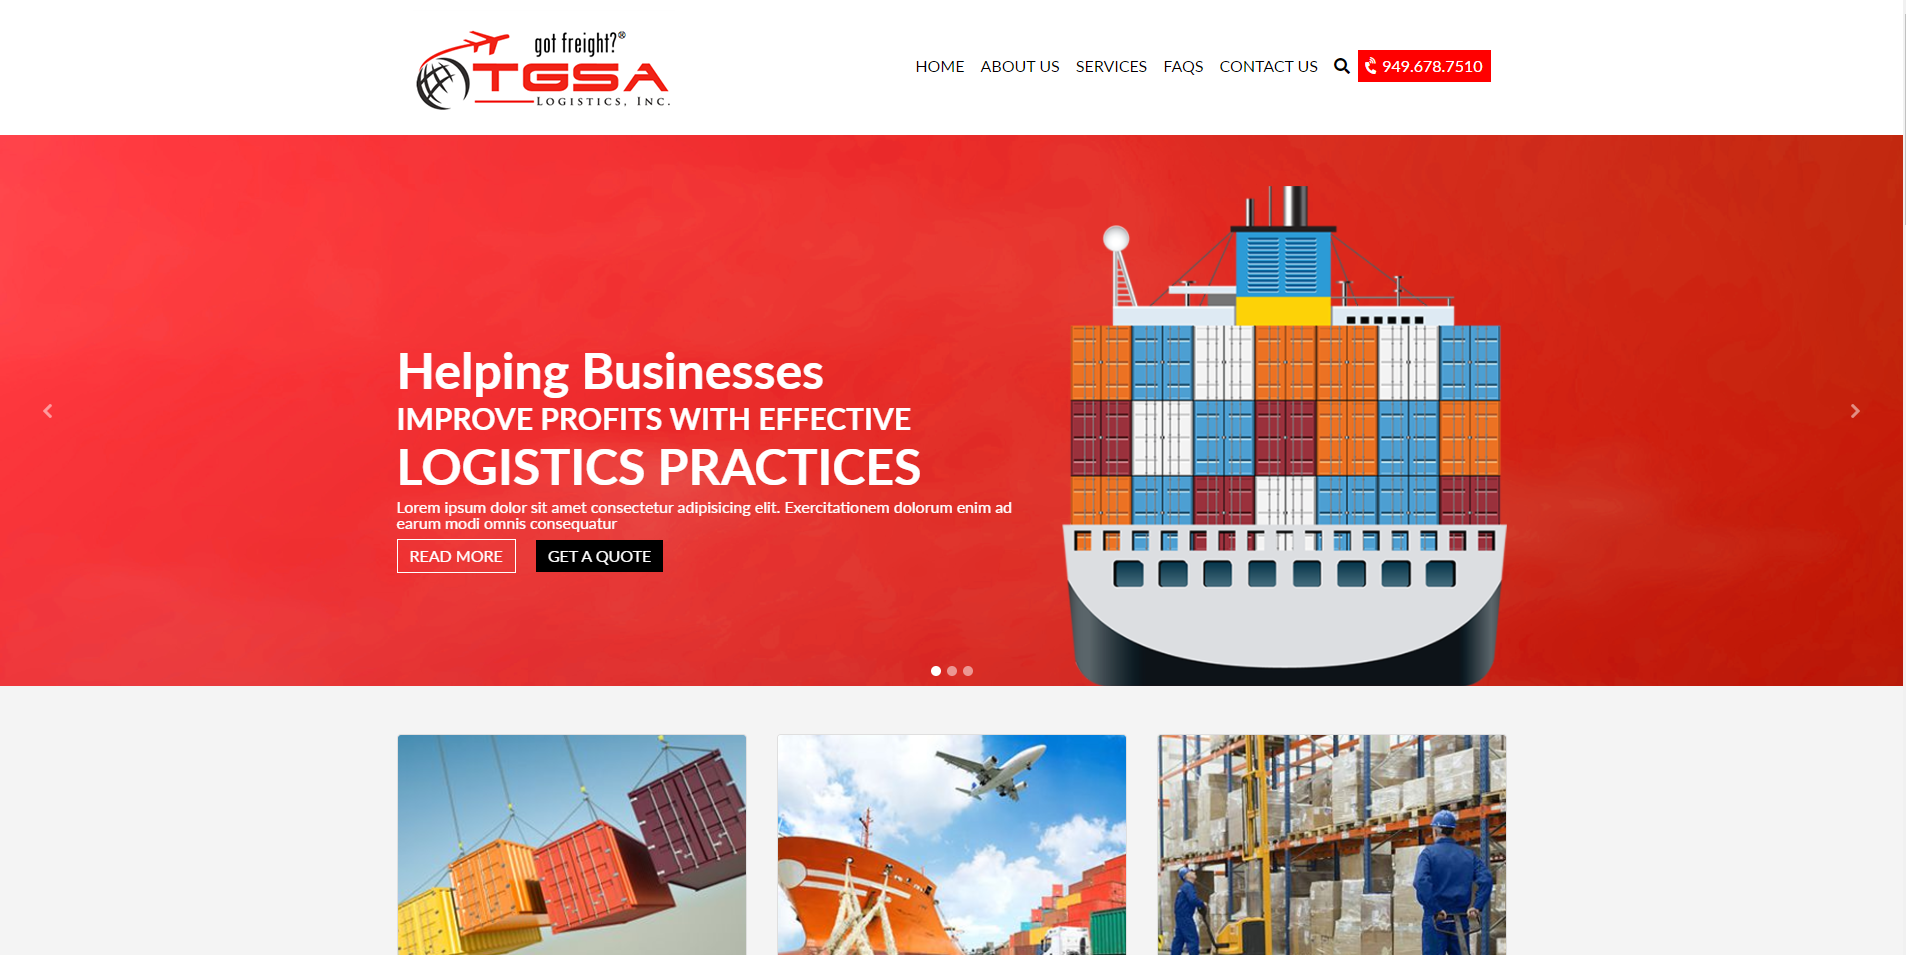 got freight?®
TGSA
LOGISTICS, INC.
HOME ABOUT US SERVICES FAQS CONTACT US 949.678.7510
Helping Businesses
IMPROVE PROFITS WITH EFFECTIVE
LOGISTICS PRACTICES
Lorem ipsum dolor sit amet consectetur adipisicing elit. Exercitationem dolorum enim ad
earum modi omnis consequatur
READ MORE GET A QUOTE